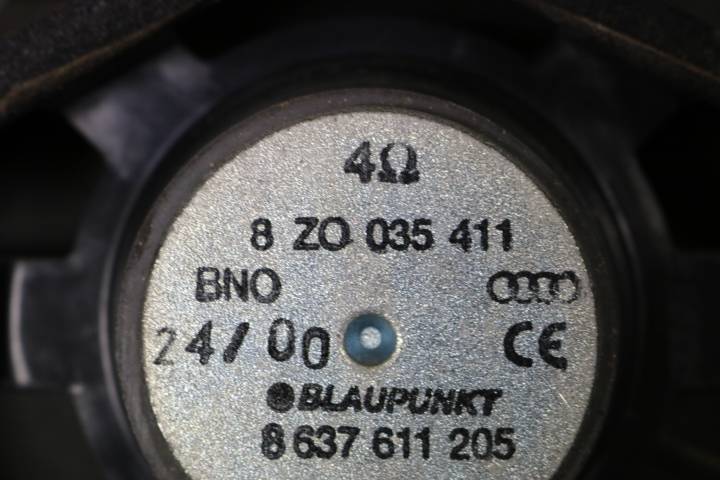 4Ω
8 ZO 035 411
BNO
24/00
CE
BLAUPUNKT
8 637 611 205